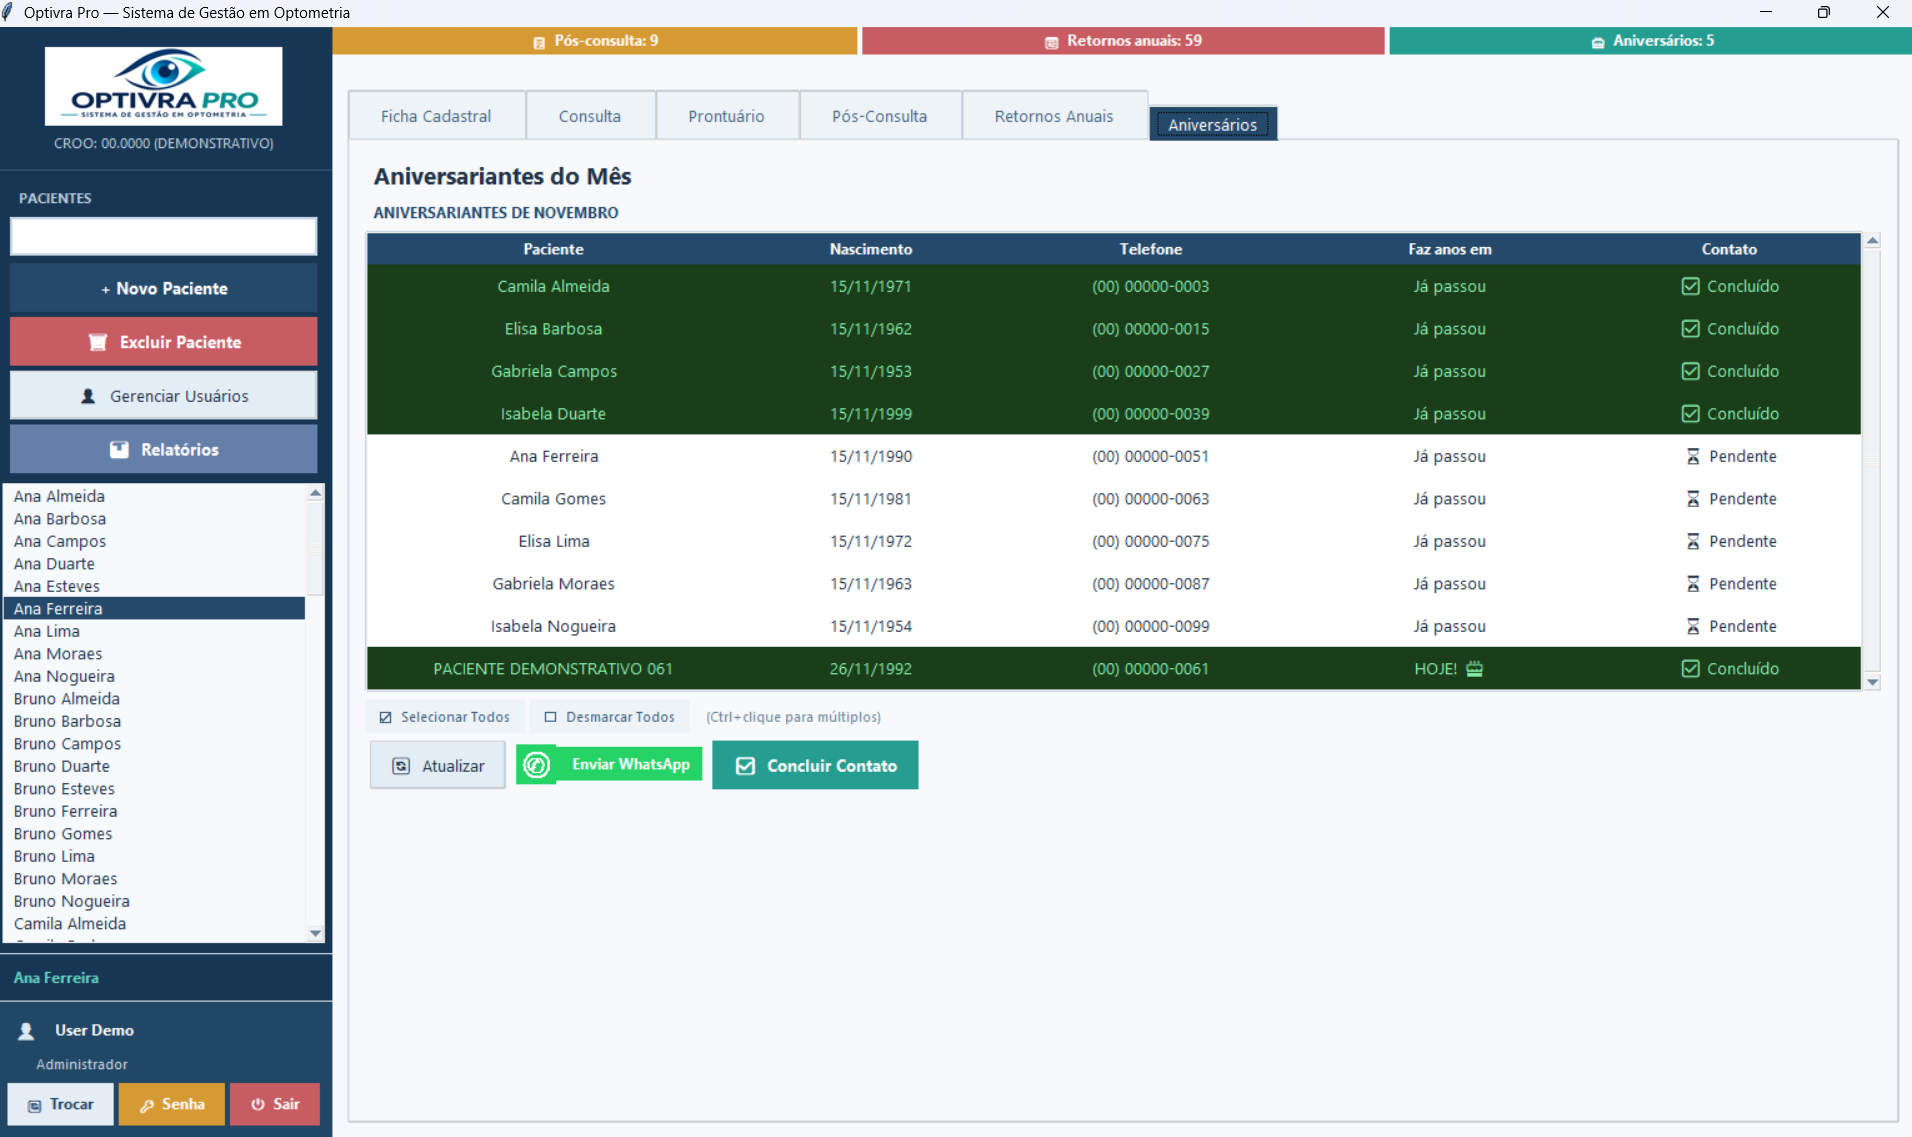 Optivra Pro — Sistema de Gestão em Optometria
OPTIVRA PRO
SISTEMA DE GESTÃO EM OPTOMETRIA
CROO: 00.0000 (DEMONSTRATIVO)
PACIENTES
+ Novo Paciente
Excluir Paciente
Gerenciar Usuários
Relatórios
Ana Almeida
Ana Barbosa
Ana Campos
Ana Duarte
Ana Esteves
Ana Ferreira
Ana Lima
Ana Moraes
Ana Nogueira
Bruno Almeida
Bruno Barbosa
Bruno Campos
Bruno Duarte
Bruno Esteves
Bruno Ferreira
Bruno Gomes
Bruno Lima
Bruno Moraes
Bruno Nogueira
Camila Almeida
Ana Ferreira
User Demo
Administrador
Trocar Senha Sair
Pós-consulta: 9 Retornos anuais: 59 Aniversários: 5
Ficha Cadastral Consulta Prontuário Pós-Consulta Retornos Anuais Aniversários
Aniversariantes do Mês
ANIVERSARIANTES DE NOVEMBRO
Paciente Nascimento Telefone Faz anos em Contato
Camila Almeida 15/11/1971 (00) 00000-0003 Já passou Concluído
Elisa Barbosa 15/11/1962 (00) 00000-0015 Já passou Concluído
Gabriela Campos 15/11/1953 (00) 00000-0027 Já passou Concluído
Isabela Duarte 15/11/1999 (00) 00000-0039 Já passou Concluído
Ana Ferreira 15/11/1990 (00) 00000-0051 Já passou Pendente
Camila Gomes 15/11/1981 (00) 00000-0063 Já passou Pendente
Elisa Lima 15/11/1972 (00) 00000-0075 Já passou Pendente
Gabriela Moraes 15/11/1963 (00) 00000-0087 Já passou Pendente
Isabela Nogueira 15/11/1954 (00) 00000-0099 Já passou Pendente
PACIENTE DEMONSTRATIVO 061 26/11/1992 (00) 00000-0061 HOJE! Concluído
Selecionar Todos Desmarcar Todos (Ctrl+clique para múltiplos)
Atualizar Enviar WhatsApp Concluir Contato